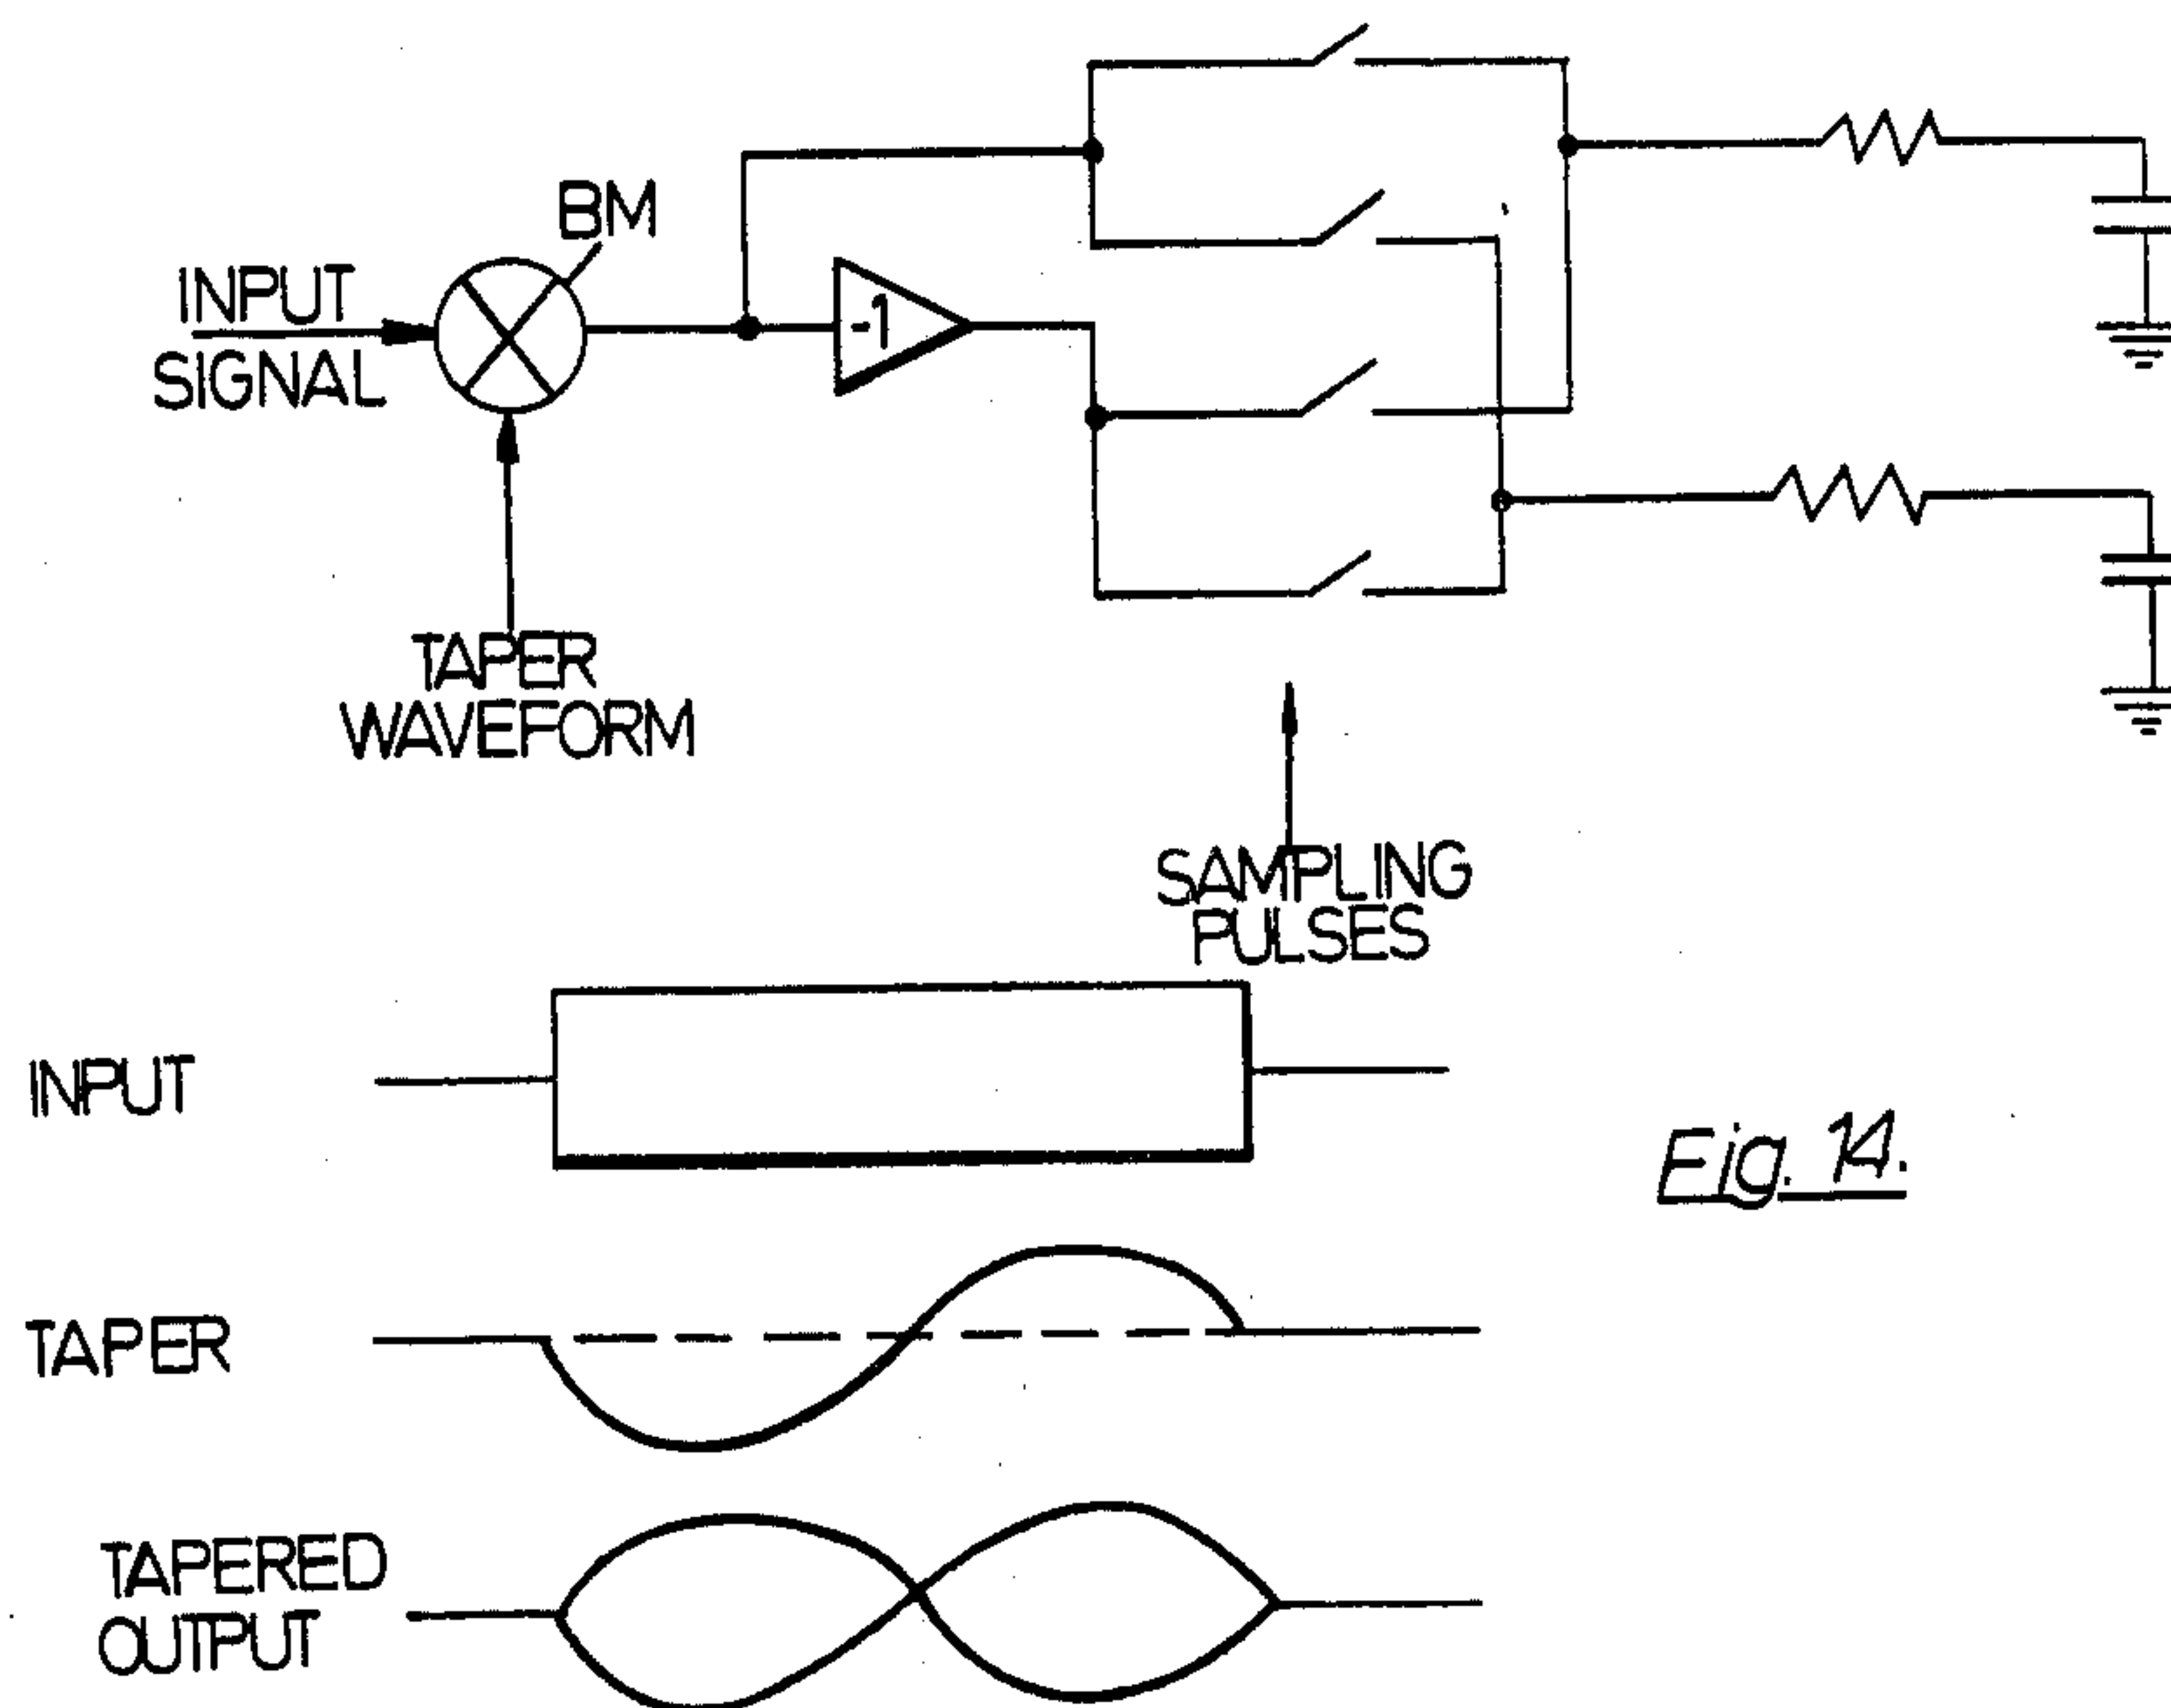 BM
INPUT
SIGNAL
-1
TAPER
WAVEFORM
SAMPLING
PULSES
INPUT
Fig. 14.
TAPER
TAPERED
OUTPUT